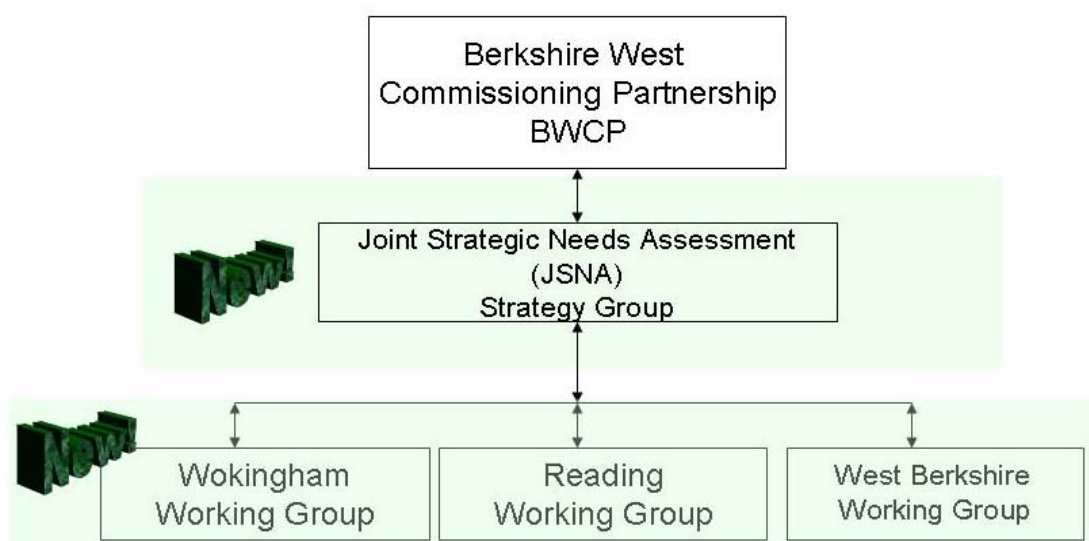 Berkshire West
Commissioning Partnership
BWCP
Joint Strategic Needs Assessment
(JSNA)
Strategy Group
New!
New!
Wokingham
Working Group
Reading
Working Group
West Berkshire
Working Group